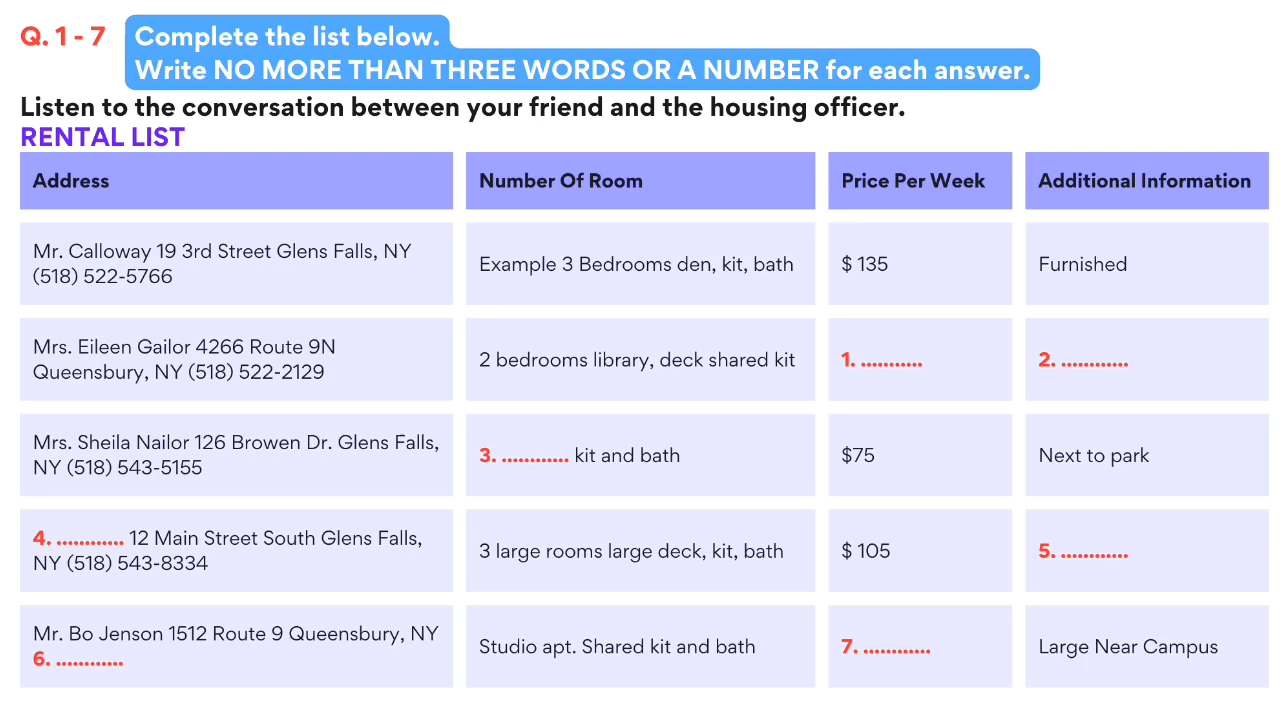 Q. 1 - 7
Complete the list below.
Write NO MORE THAN THREE WORDS OR A NUMBER for each answer.
Listen to the conversation between your friend and the housing officer.
RENTAL LIST
Address
Number Of Room
Price Per Week
Additional Information
Mr. Calloway 19 3rd Street Glens Falls, NY
(518) 522-5766
Example 3 Bedrooms den, kit, bath
$ 135
Furnished
Mrs. Eileen Gailor 4266 Route 9N
Queensbury, NY (518) 522-2129
2 bedrooms library, deck shared kit
1. ...........
2. ............
Mrs. Sheila Nailor 126 Browen Dr. Glens Falls,
NY (518) 543-5155
3. ............ kit and bath
$75
Next to park
4. ............ 12 Main Street South Glens Falls,
NY (518) 543-8334
3 large rooms large deck, kit, bath
$ 105
5. ............
Mr. Bo Jenson 1512 Route 9 Queensbury, NY
6. ............
Studio apt. Shared kit and bath
7. ............
Large Near Campus